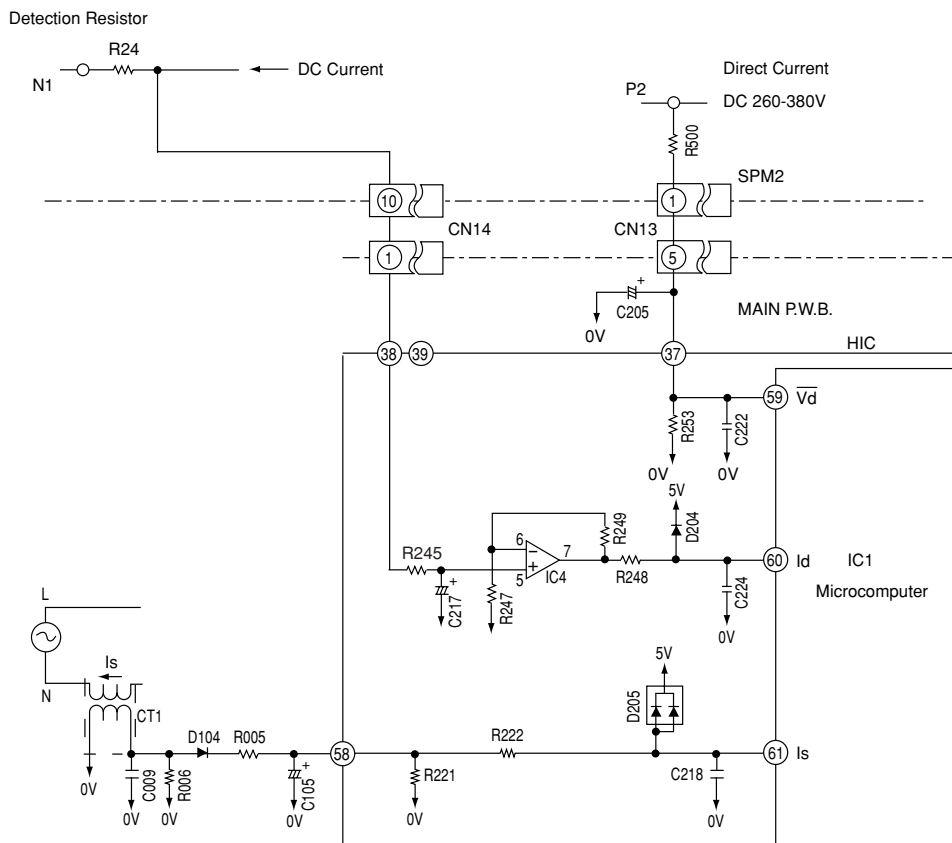 Detection Resistor
R24
N1
DC Current
P2
Direct Current
DC 260-380V
R500
SPM2
10
1
CN14
CN13
1
5
+
C205
0V
MAIN P.W.B.
38
39
37
HIC
59
Vd
R253
C222
0V
0V
5V
D204
R249
6
7
5
−
+
IC4
R245
+
C217
R247
R248
C224
0V
60
Id
IC1
Microcomputer
L
N
Is
CT1
5V
D205
D104
R005
R222
58
61
Is
0V
C009
0V
R006
0V
+
C105
0V
R221
0V
C218
0V